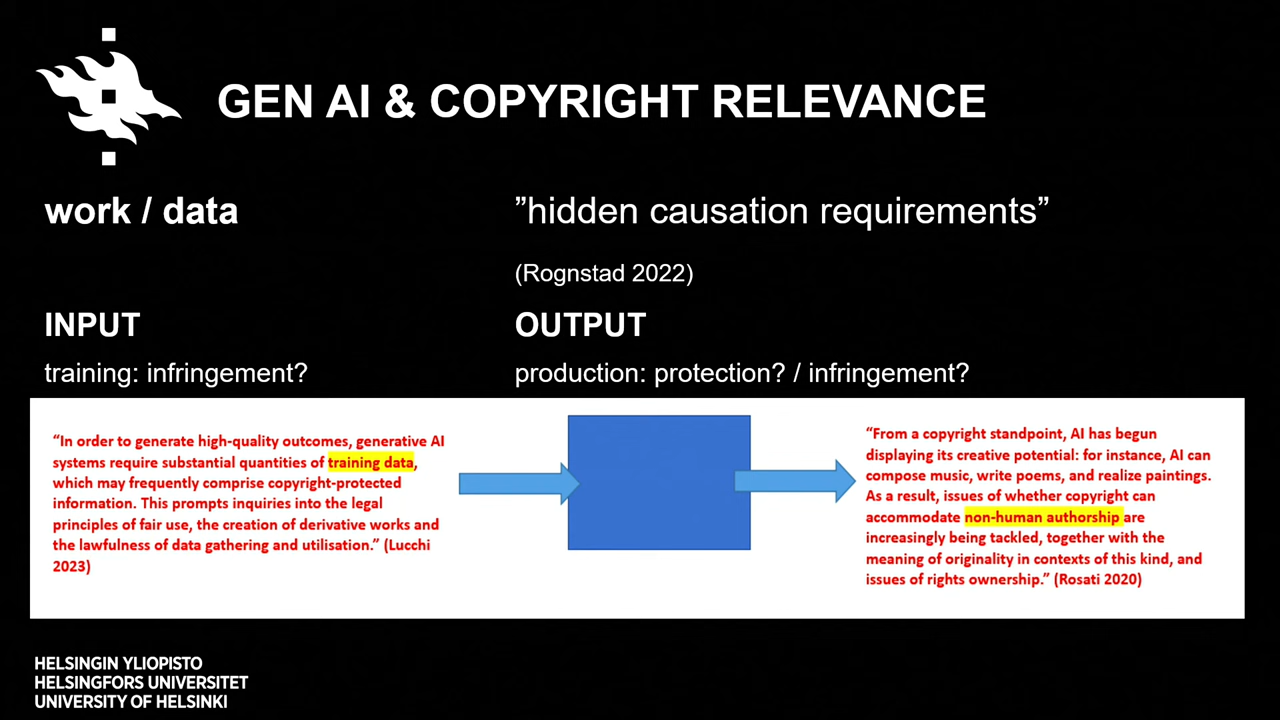 GEN AI & COPYRIGHT RELEVANCE
work / data
”hidden causation requirements”
(Rognstad 2022)
INPUT
OUTPUT
training: infringement?
production: protection? / infringement?
“In order to generate high-quality outcomes, generative AI
systems require substantial quantities of training data,
which may frequently comprise copyright-protected
information. This prompts inquiries into the legal
principles of fair use, the creation of derivative works and
the lawfulness of data gathering and utilisation.” (Lucchi
2023)
“From a copyright standpoint, AI has begun
displaying its creative potential: for instance, AI can
compose music, write poems, and realize paintings.
As a result, issues of whether copyright can
accommodate non-human authorship are
increasingly being tackled, together with the
meaning of originality in contexts of this kind, and
issues of rights ownership.” (Rosati 2020)
HELSINGIN YLIOPISTO
HELSINGFORS UNIVERSITET
UNIVERSITY OF HELSINKI